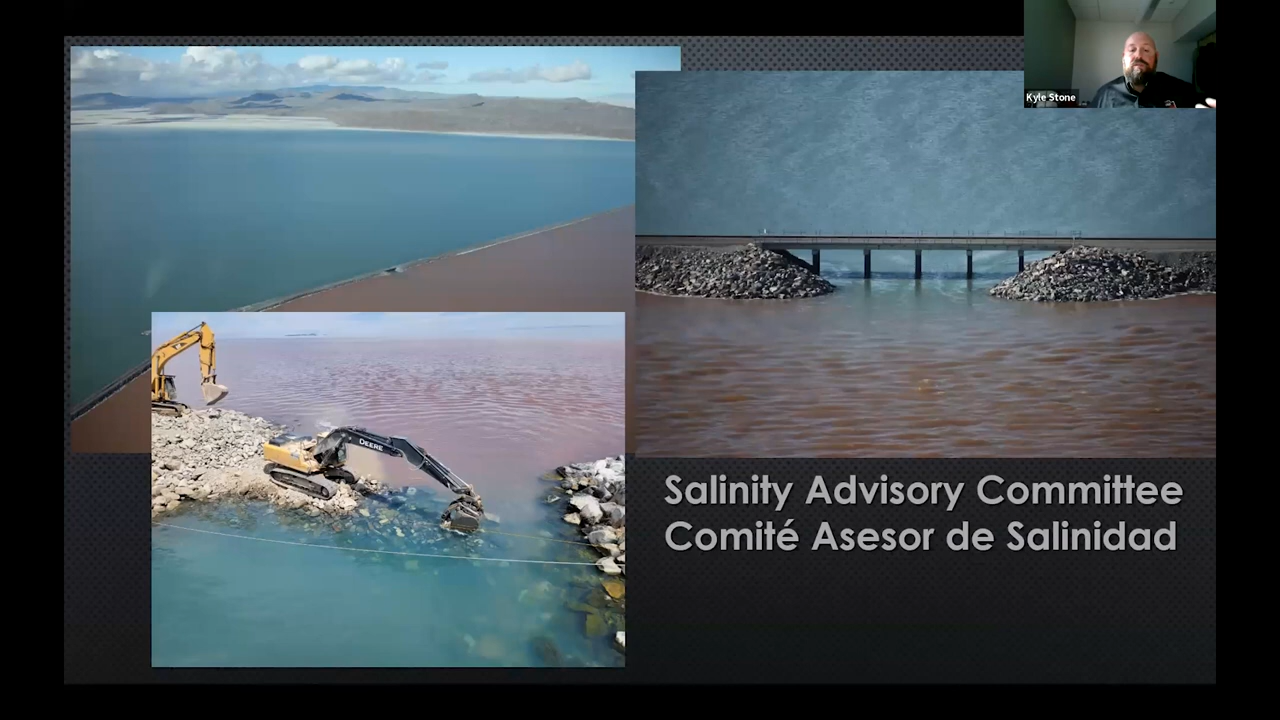 Kyle Stone
DEERE
Salinity Advisory Committee
Comité Asesor de Salinidad